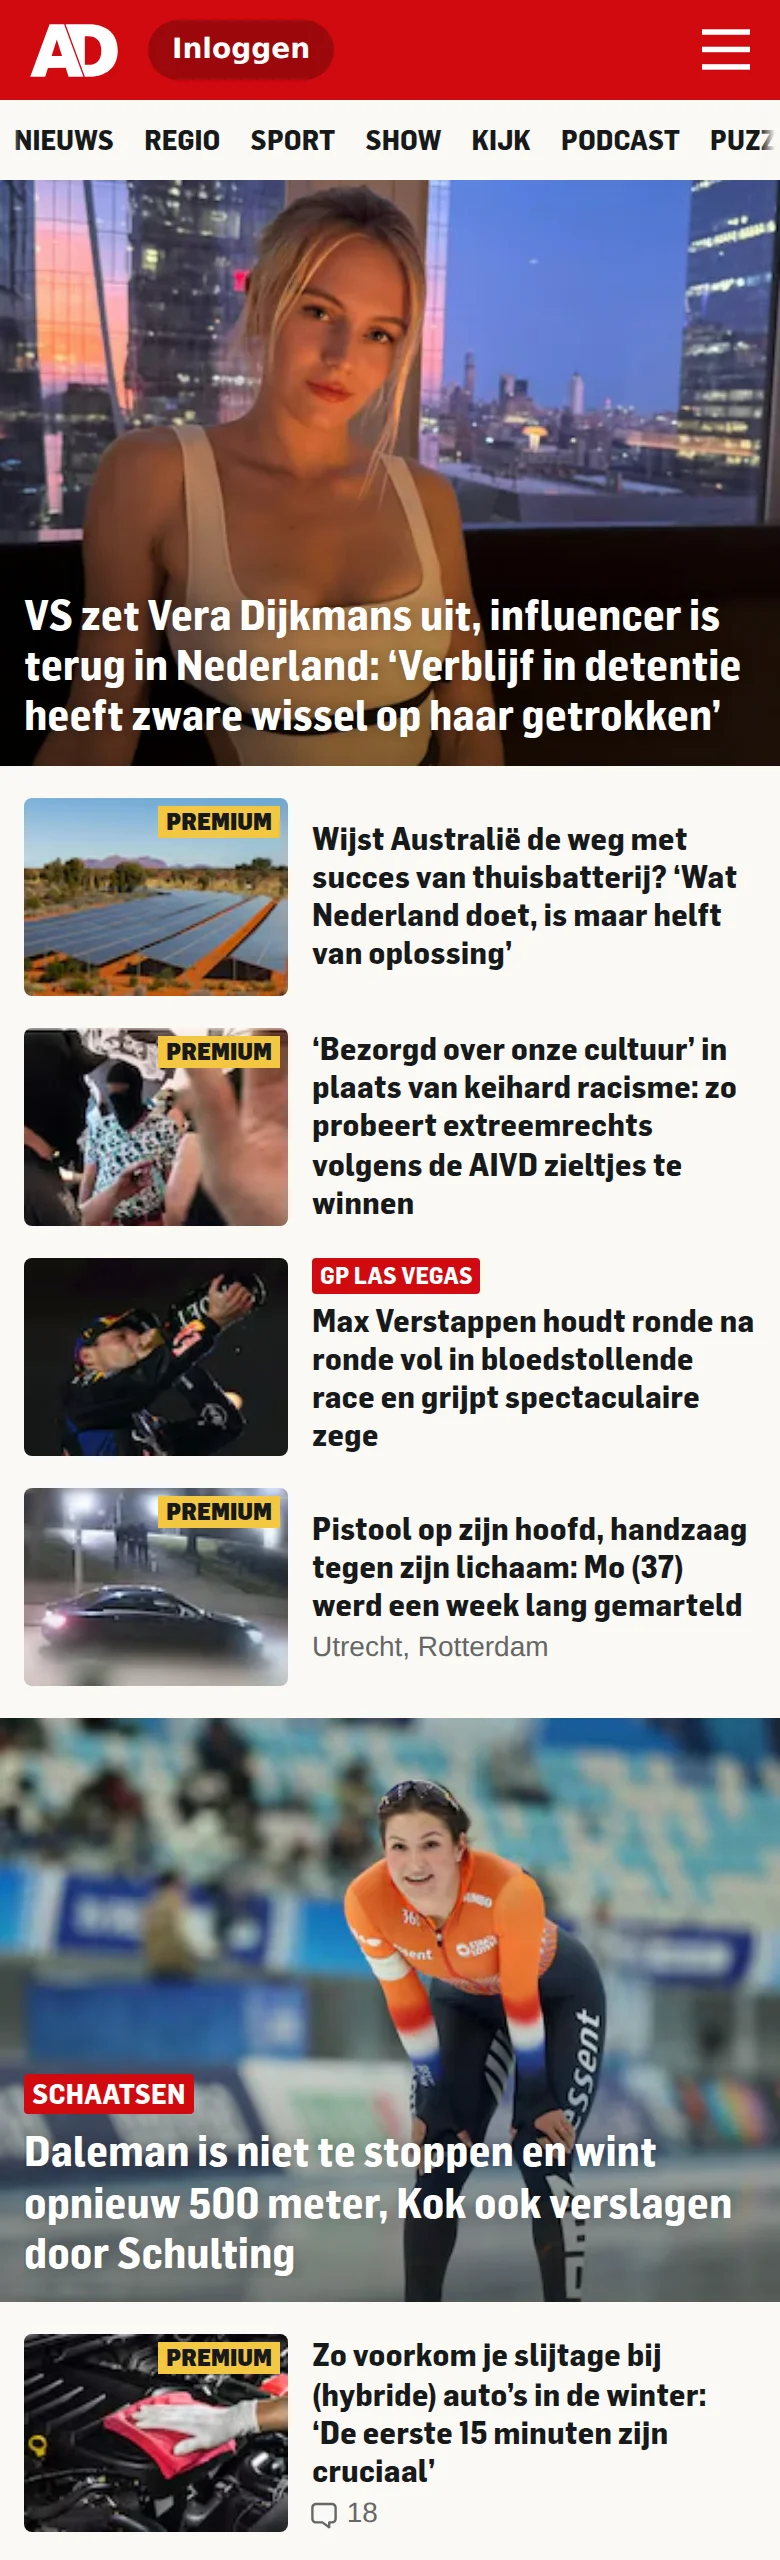 AD
Inloggen
NIEUWS REGIO SPORT SHOW KIJK PODCAST PUZZ
VS zet Vera Dijkmans uit, influencer is
terug in Nederland: ‘Verblijf in detentie
heeft zware wissel op haar getrokken’
PREMIUM
Wijst Australië de weg met
succes van thuisbatterij? ‘Wat
Nederland doet, is maar helft
van oplossing’
PREMIUM
‘Bezorgd over onze cultuur’ in
plaats van keihard racisme: zo
probeert extreemrechts
volgens de AIVD zieltjes te
winnen
GP LAS VEGAS
Max Verstappen houdt ronde na
ronde vol in bloedstollende
race en grijpt spectaculaire
zege
PREMIUM
Pistool op zijn hoofd, handzaag
tegen zijn lichaam: Mo (37)
werd een week lang gemarteld
Utrecht, Rotterdam
essent
SCHAATSEN
Daleman is niet te stoppen en wint
opnieuw 500 meter, Kok ook verslagen
door Schulting
PREMIUM
Zo voorkom je slijtage bij
(hybride) auto’s in de winter:
‘De eerste 15 minuten zijn
cruciaal’
18